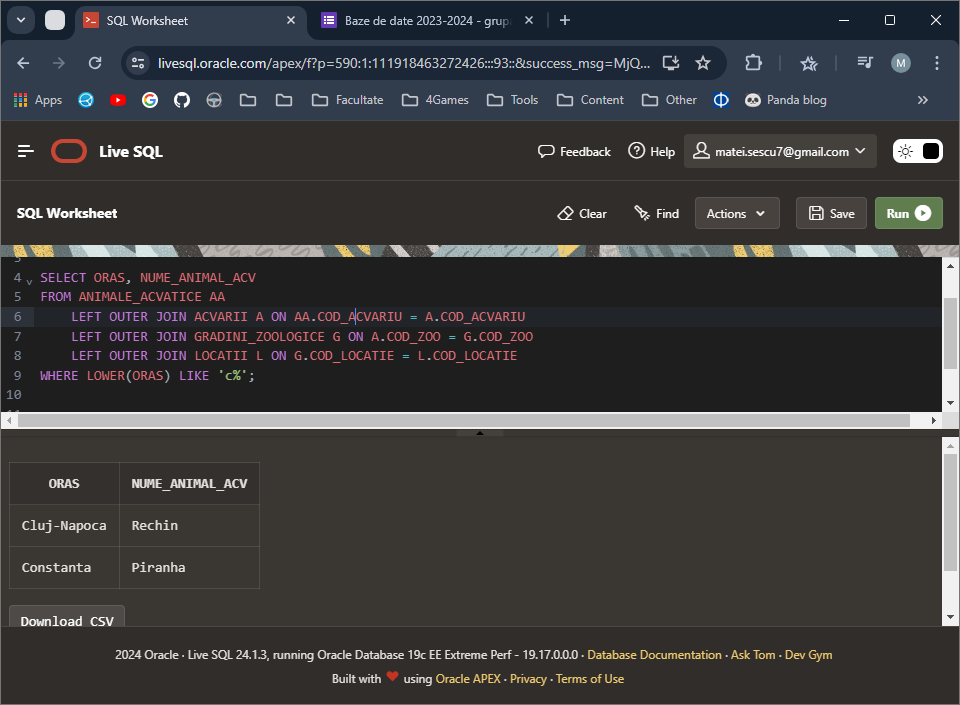 SQL Worksheet
Baze de date 2023-2024 - grup
livesql.oracle.com/apex/f?p=590:1:111918463272426:::93::&success_msg=MjQ...
M
Apps
Facultate
4Games
Tools
Content
Other
Panda blog
Live SQL
Feedback
Help
matei.sescu7@gmail.com
SQL Worksheet
Clear
Find
Actions
Save
Run
4 SELECT ORAS, NUME_ANIMAL_ACV
5 FROM ANIMALE_ACVATICE AA
6 LEFT OUTER JOIN ACVARII A ON AA.COD_ACVARIU = A.COD_ACVARIU
7 LEFT OUTER JOIN GRADINI_ZOOLOGICE G ON A.COD_ZOO = G.COD_ZOO
8 LEFT OUTER JOIN LOCATII L ON G.COD_LOCATIE = L.COD_LOCATIE
9 WHERE LOWER(ORAS) LIKE 'c%';
10
ORAS NUME_ANIMAL_ACV
Cluj-Napoca Rechin
Constanta Piranha
Download CSV
2024 Oracle · Live SQL 24.1.3, running Oracle Database 19c EE Extreme Perf - 19.17.0.0.0 · Database Documentation · Ask Tom · Dev Gym
Built with ❤ using Oracle APEX · Privacy · Terms of Use